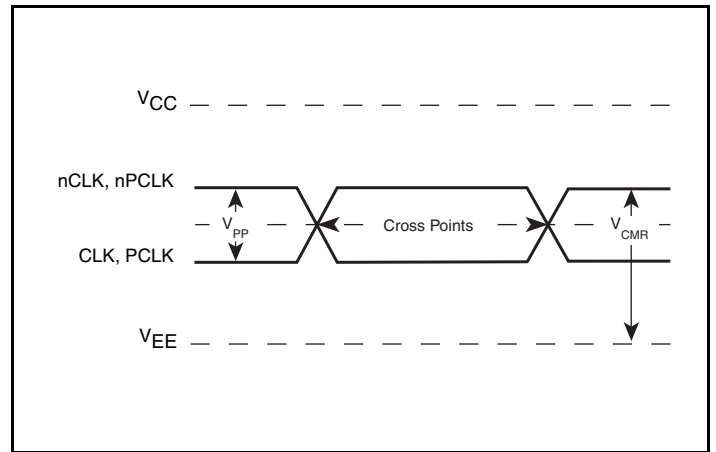 VCC
nCLK, nPCLK
VPP
Cross Points
VCMR
CLK, PCLK
VEE